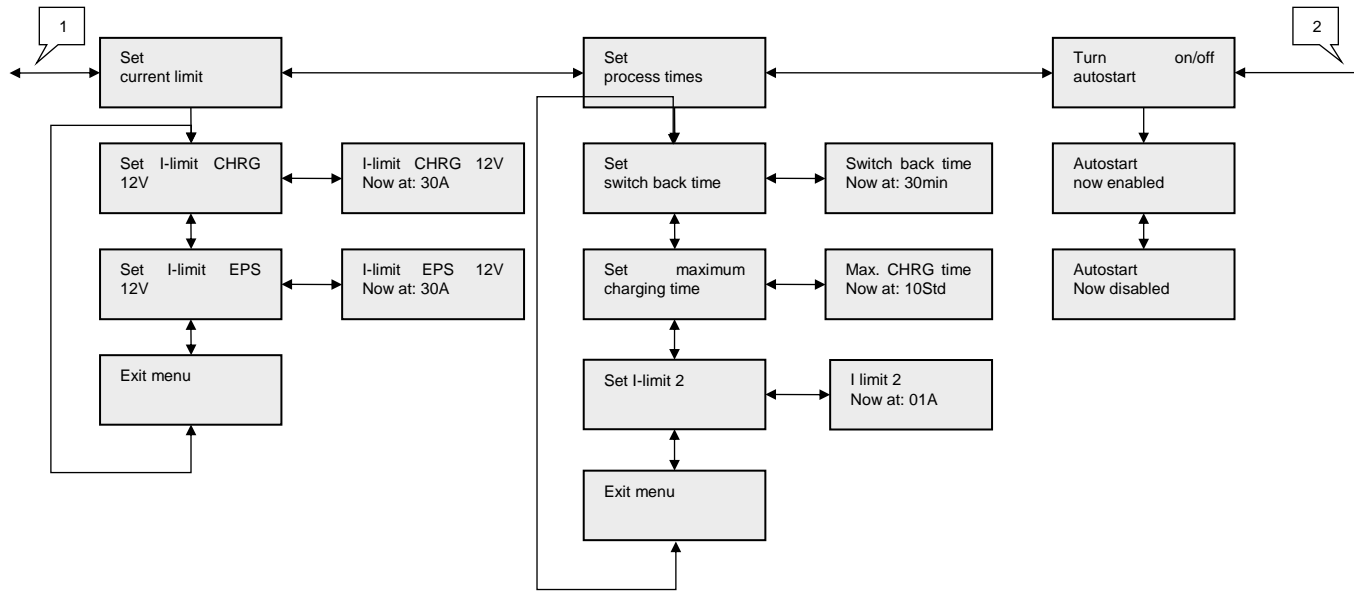 1
2
Set
current limit
Set
process times
Turn on/off
autostart
Set I-limit CHRG
12V
I-limit CHRG 12V
Now at: 30A
Set
switch back time
Switch back time
Now at: 30min
Autostart
now enabled
Set I-limit EPS
12V
I-limit EPS 12V
Now at: 30A
Set maximum
charging time
Max. CHRG time
Now at: 10Std
Autostart
Now disabled
Exit menu
Set I-limit 2
I limit 2
Now at: 01A
Exit menu